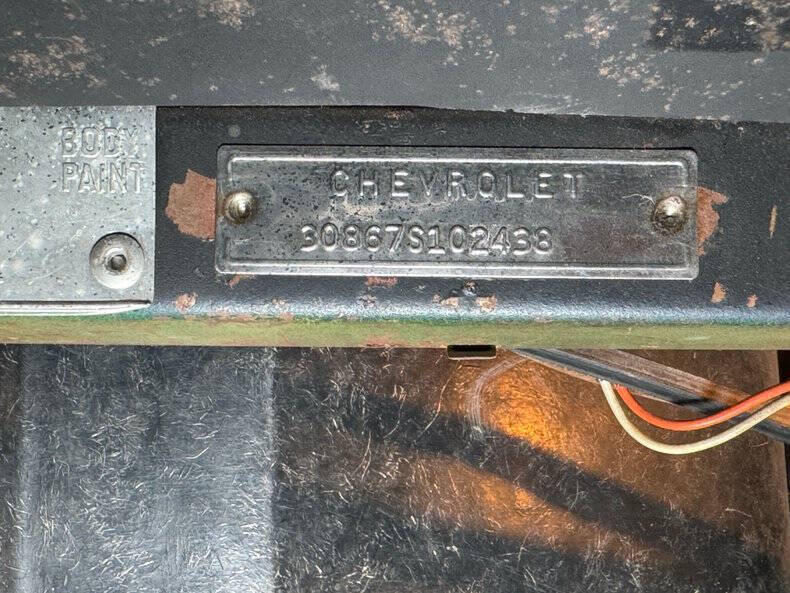 BODY
PAINT
CHEVROLET
30867S102438